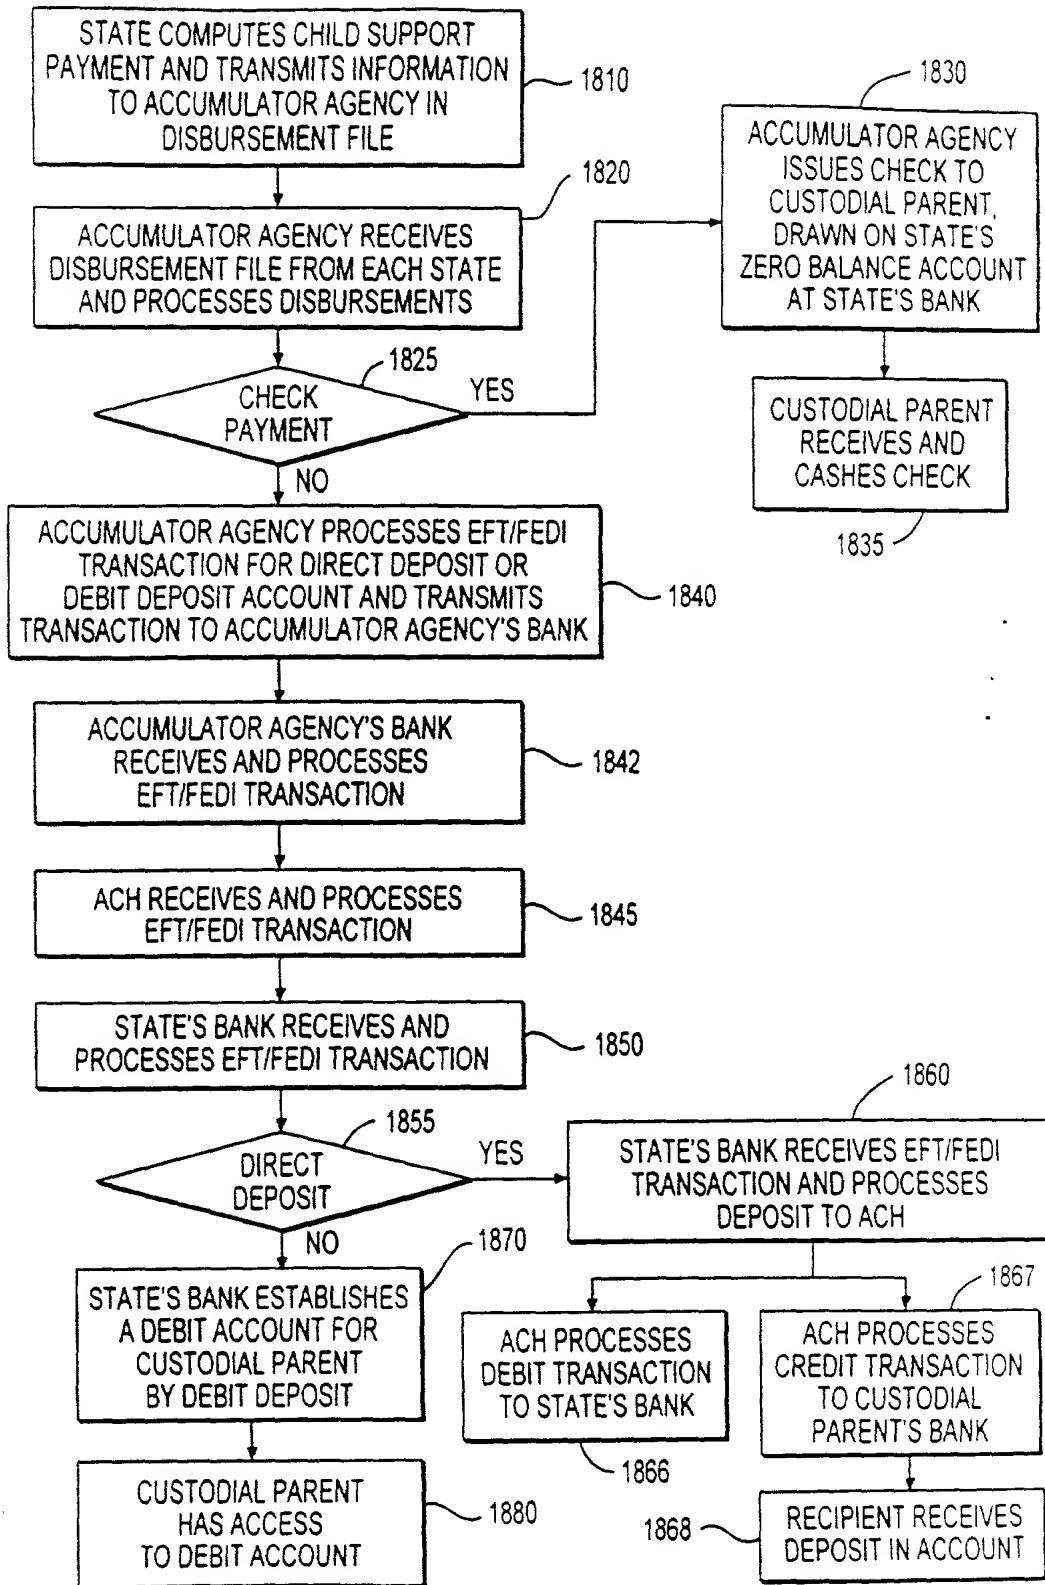 STATE COMPUTES CHILD SUPPORT
PAYMENT AND TRANSMITS INFORMATION
TO ACCUMULATOR AGENCY IN
DISBURSEMENT FILE
1810
1820
ACCUMULATOR AGENCY RECEIVES
DISBURSEMENT FILE FROM EACH STATE
AND PROCESSES DISBURSEMENTS
1825
CHECK
PAYMENT
YES
NO
1830
ACCUMULATOR AGENCY
ISSUES CHECK TO
CUSTODIAL PARENT,
DRAWN ON STATE'S
ZERO BALANCE ACCOUNT
AT STATE'S BANK
CUSTODIAL PARENT
RECEIVES AND
CASHES CHECK
1835
ACCUMULATOR AGENCY PROCESSES EFT/FEDI
TRANSACTION FOR DIRECT DEPOSIT OR
DEBIT DEPOSIT ACCOUNT AND TRANSMITS
TRANSACTION TO ACCUMULATOR AGENCY'S BANK
1840
ACCUMULATOR AGENCY'S BANK
RECEIVES AND PROCESSES
EFT/FEDI TRANSACTION
1842
ACH RECEIVES AND PROCESSES
EFT/FEDI TRANSACTION
1845
STATE'S BANK RECEIVES AND
PROCESSES EFT/FEDI TRANSACTION
1850
1855
DIRECT
DEPOSIT
YES
NO
1860
STATE'S BANK RECEIVES EFT/FEDI
TRANSACTION AND PROCESSES
DEPOSIT TO ACH
1870
STATE'S BANK ESTABLISHES
A DEBIT ACCOUNT FOR
CUSTODIAL PARENT
BY DEBIT DEPOSIT
ACH PROCESSES
DEBIT TRANSACTION
TO STATE'S BANK
1866
1867
ACH PROCESSES
CREDIT TRANSACTION
TO CUSTODIAL
PARENT'S BANK
CUSTODIAL PARENT
HAS ACCESS
TO DEBIT ACCOUNT
1880
1868
RECIPIENT RECEIVES
DEPOSIT IN ACCOUNT